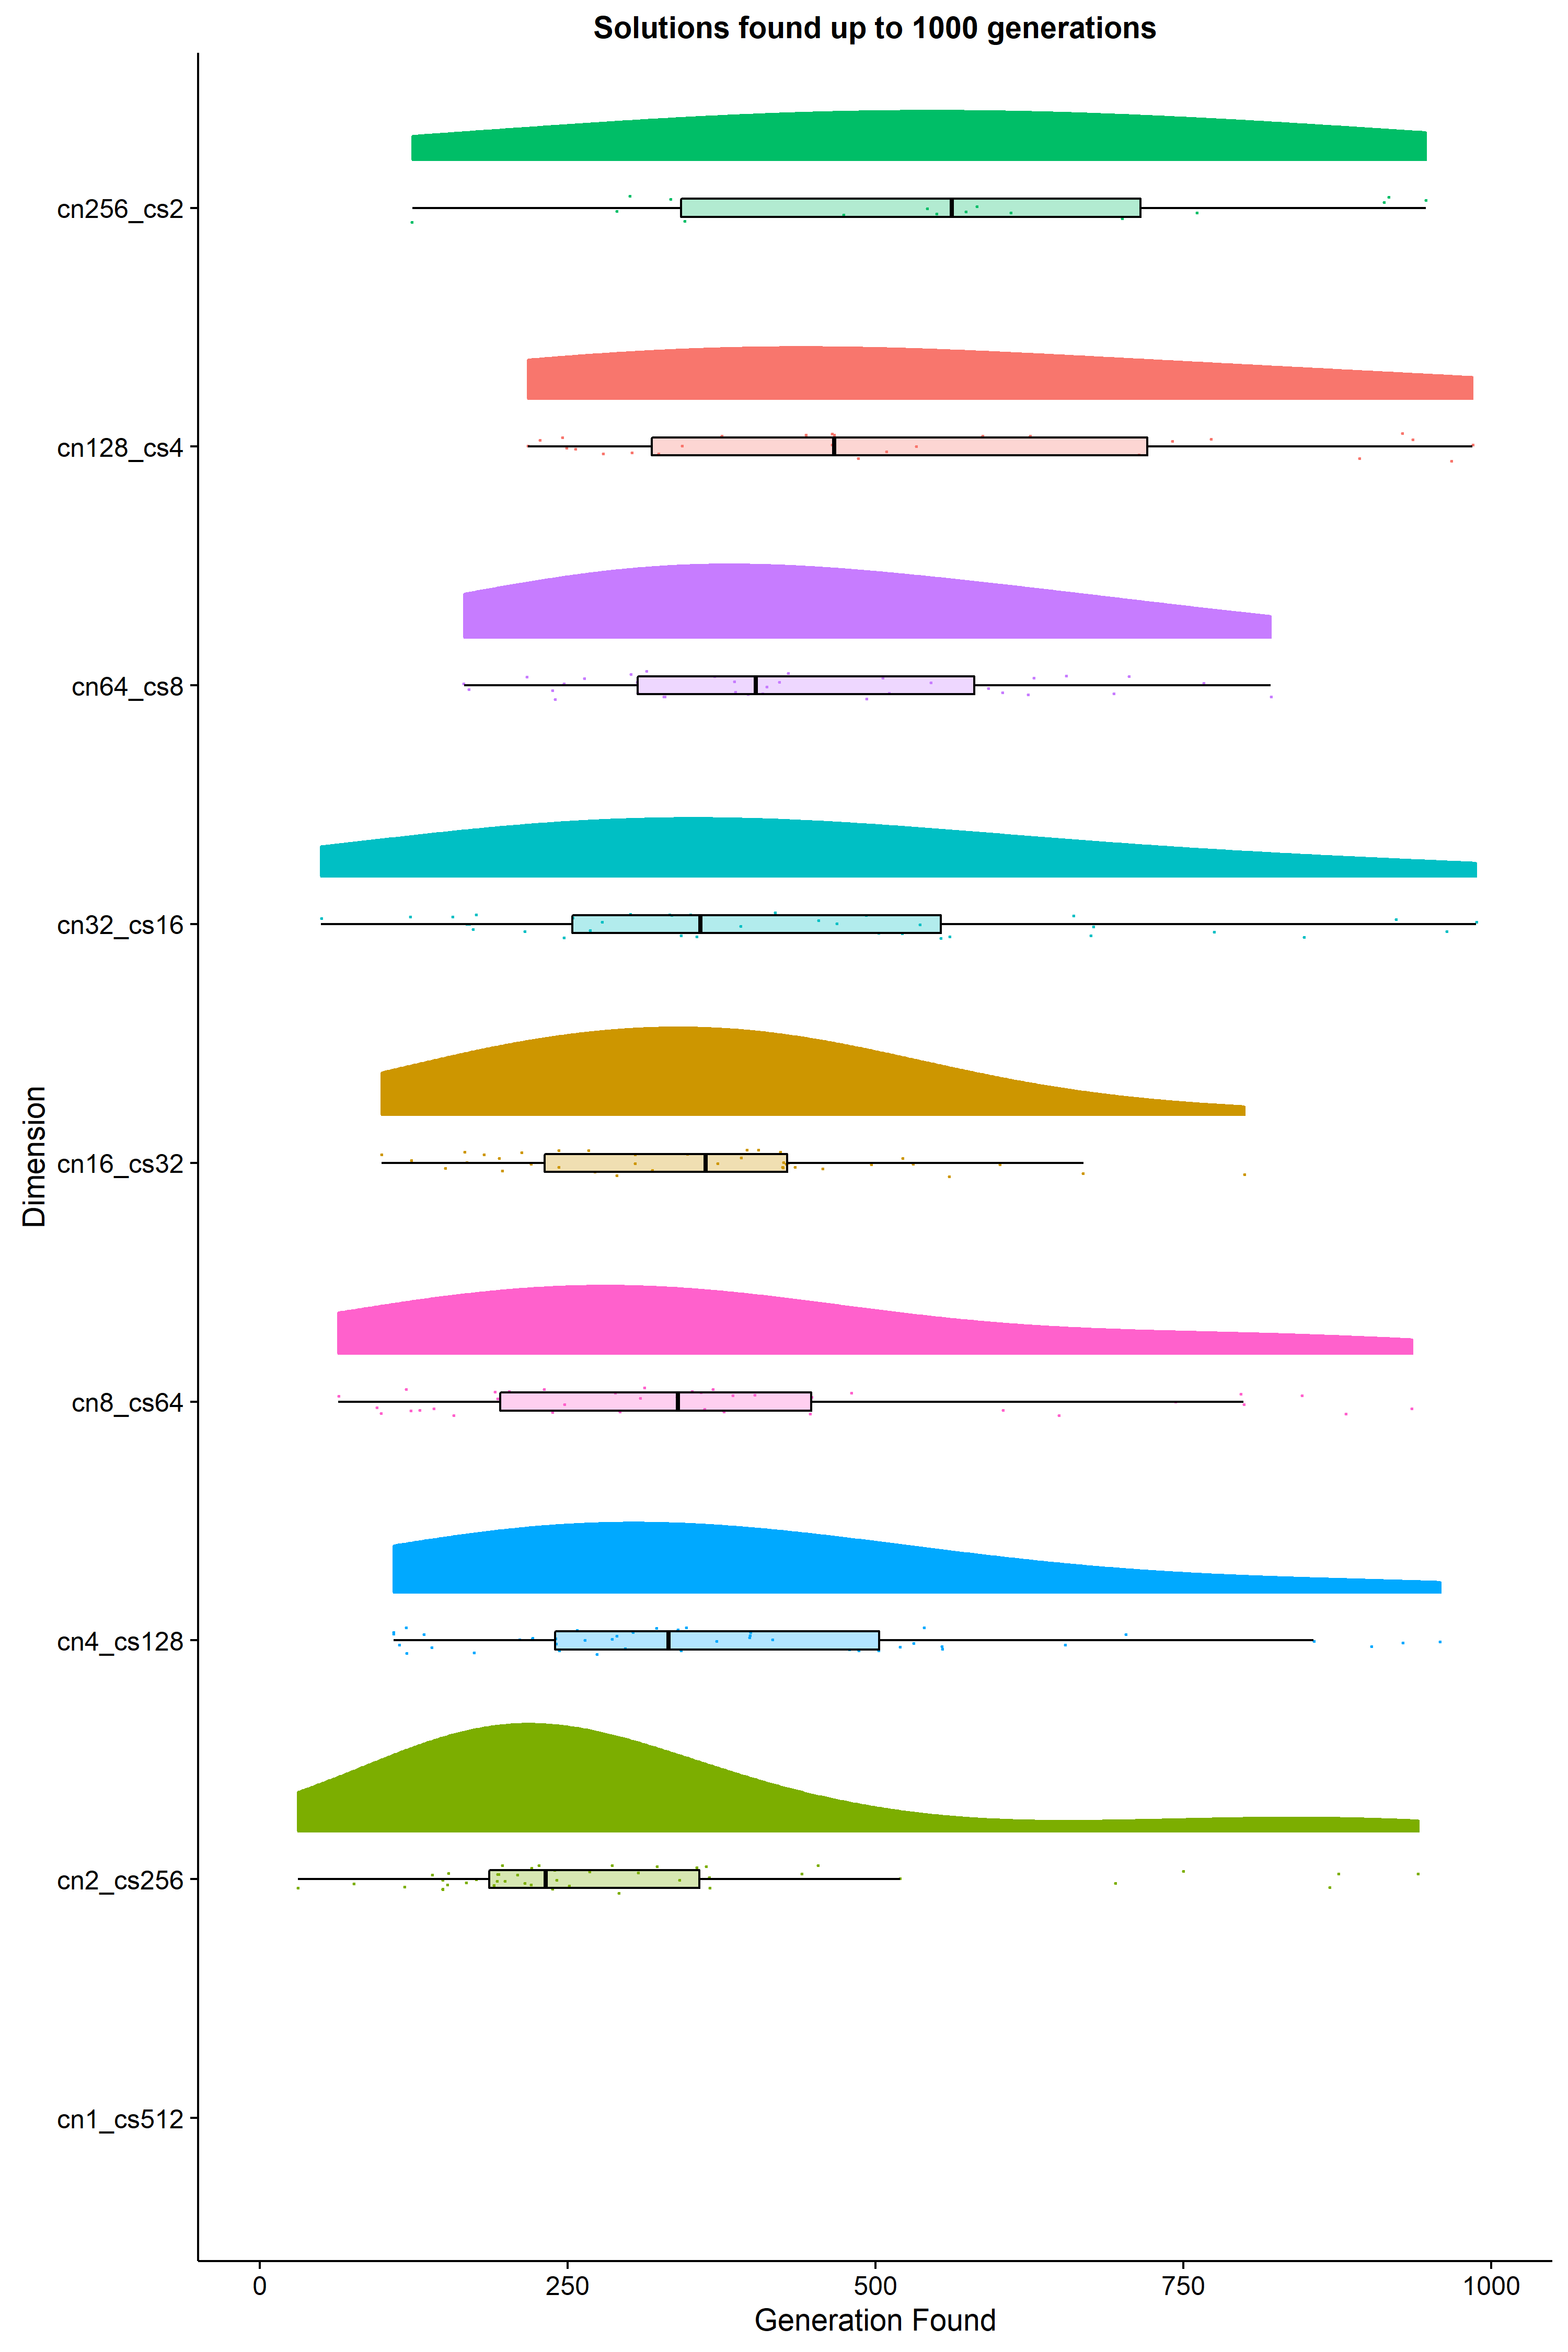 Solutions found up to 1000 generations
cn256_cs2
cn128_cs4
cn64_cs8
cn32_cs16
cn16_cs32
cn8_cs64
cn4_cs128
cn2_cs256
cn1_cs512
Dimension
0 250 500 750 1000
Generation Found